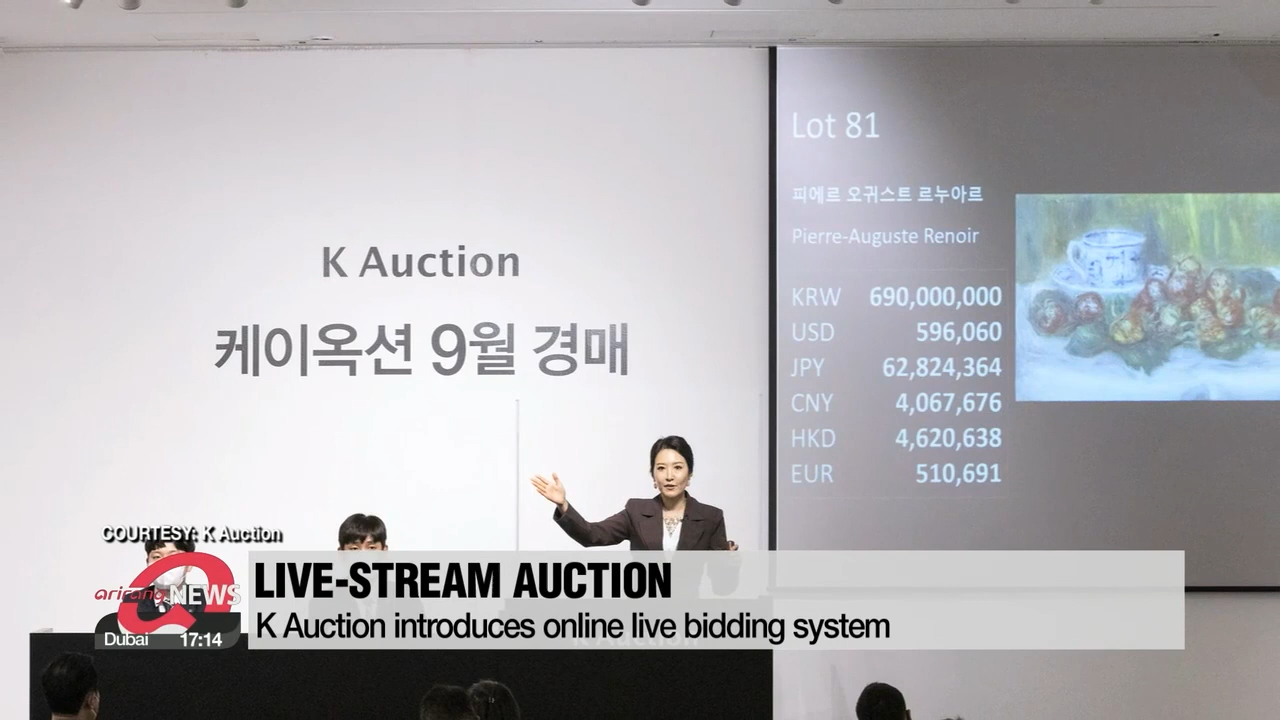 Lot 81
피에르 오귀스트 르누아르
Pierre-Auguste Renoir
KRW 690,000,000
USD 596,060
JPY 62,824,364
CNY 4,067,676
HKD 4,620,638
EUR 510,691
K Auction
케이옥션 9월 경매
COURTESY: K Auction
arirang NEWS
Dubai 17:14
LIVE-STREAM AUCTION
K Auction introduces online live bidding system